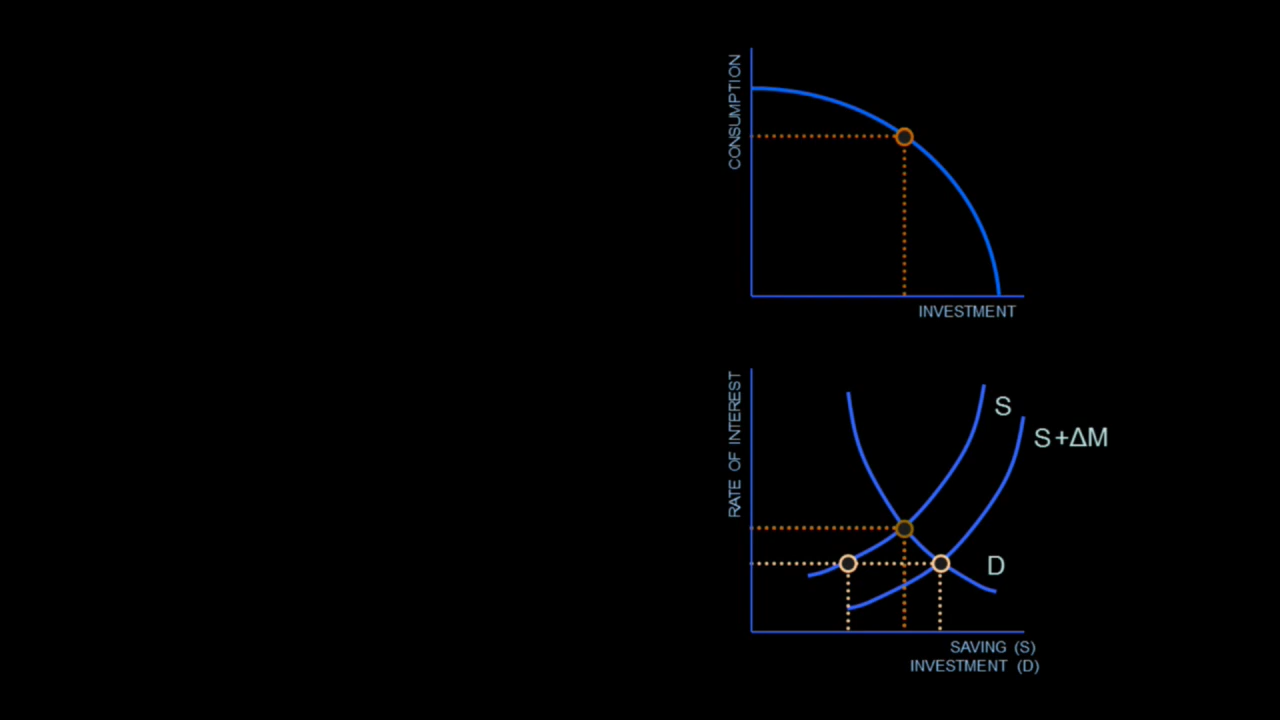 CONSUMPTION
INVESTMENT
RATE OF INTEREST
S
S+ΔM
D
SAVING (S)
INVESTMENT (D)